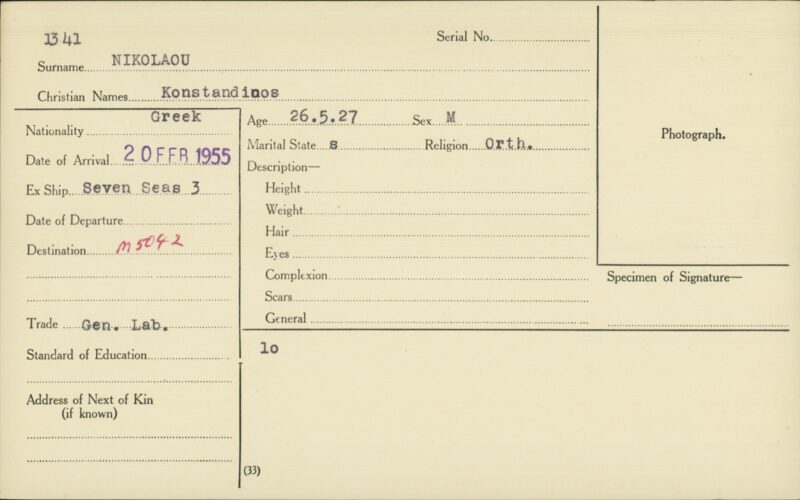 1341
Serial No.
Surname NIKOLAOU
Christian Names Konstandinos
Nationality Greek
Date of Arrival 20 FEB 1955
Ex Ship Seven Seas 3
Date of Departure
Destination M5042
Trade Gen. Lab.
Standard of Education
Address of Next of Kin
(if known)
Age 26.5.27 Sex M
Marital State s Religion Orth.
Description—
Height
Weight
Hair
Eyes
Complexion
Scars
General
lo
(33)
Photograph.
Specimen of Signature—